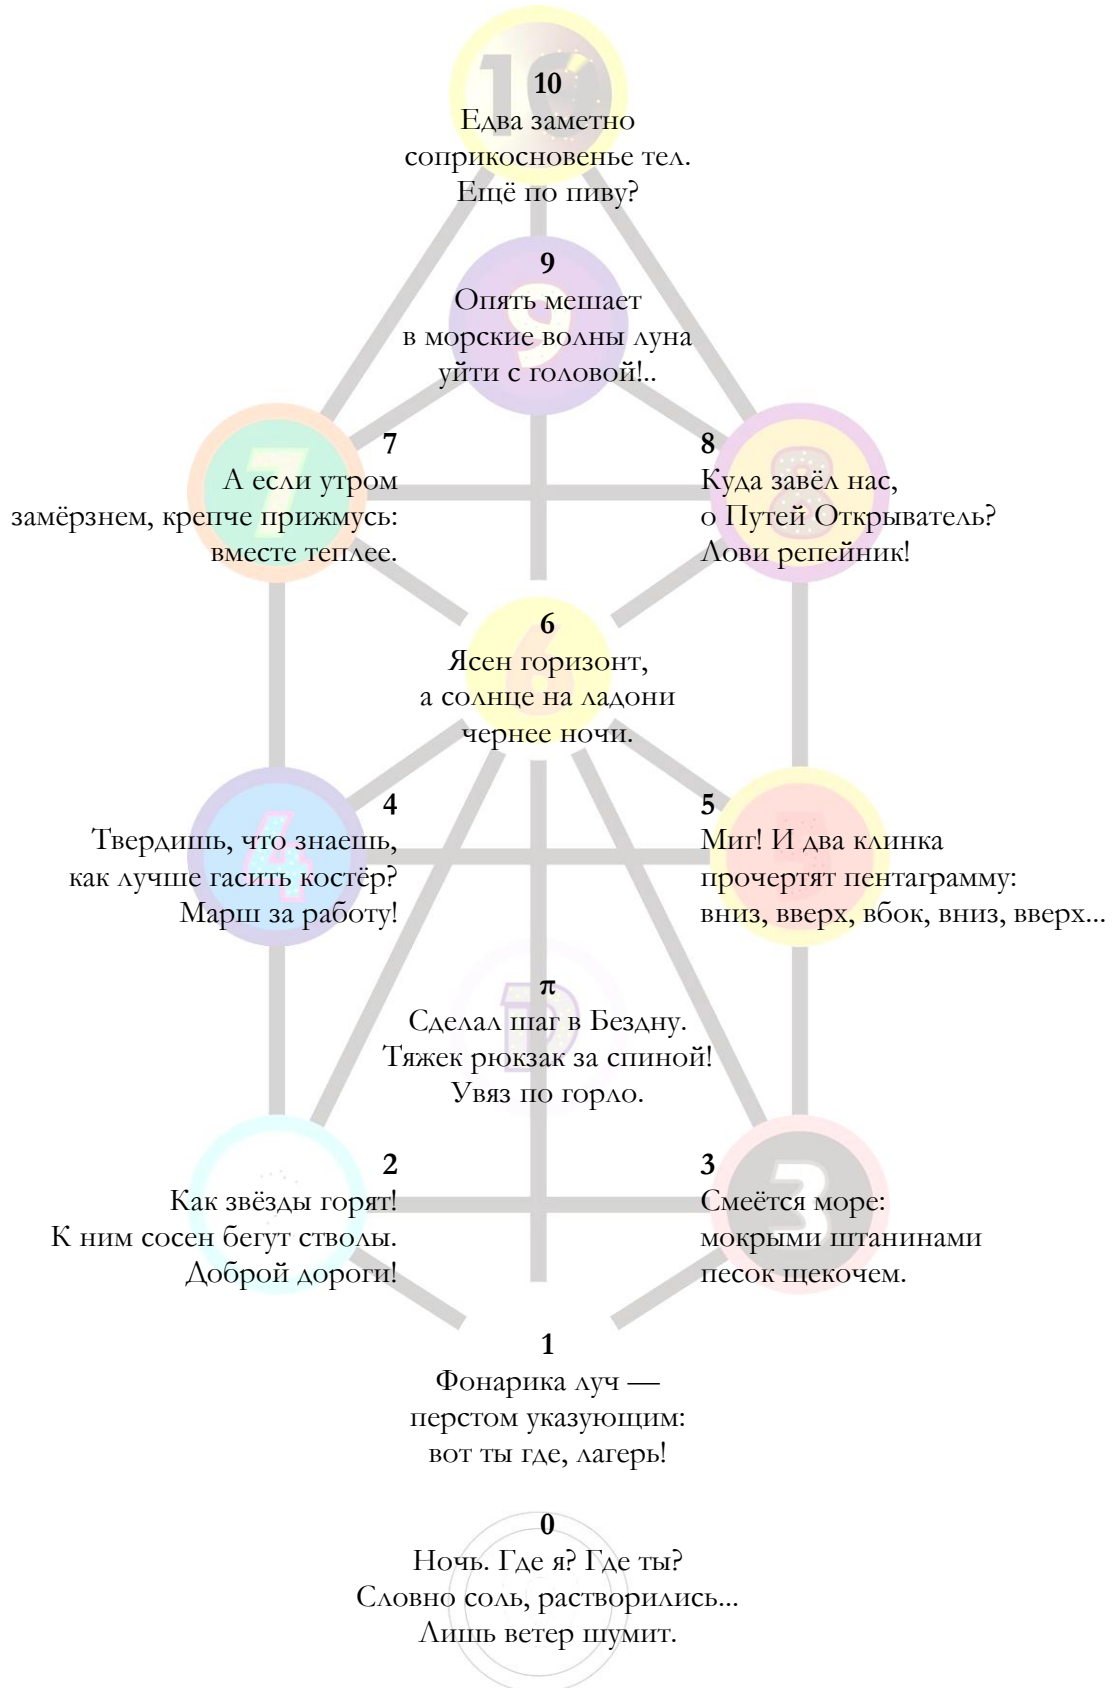 10
Едва заметно
соприкосновенье тел.
Ещё по пиву?
9
Опять мешает
в морские волны луна
уйти с головой!..
7
А если утром
замёрзнем, крепче прижмусь:
вместе теплее.
8
Куда завёл нас,
о Путей Открыватель?
Лови репейник!
6
Ясен горизонт,
а солнце на ладони
чернее ночи.
4
Твердишь, что знаешь,
как лучше гасить костёр?
Марш за работу!
5
Миг! И два клинка
прочертят пентаграмму:
вниз, вверх, вбок, вниз, вверх...
π
Сделал шаг в Бездну.
Тяжек рюкзак за спиной!
Увяз по горло.
2
Как звёзды горят!
К ним сосен бегут стволы.
Доброй дороги!
3
Смеётся море:
мокрыми штанинами
песок щекочем.
1
Фонарика луч —
перстом указующим:
вот ты где, лагерь!
0
Ночь. Где я? Где ты?
Словно соль, растворились...
Лишь ветер шумит.